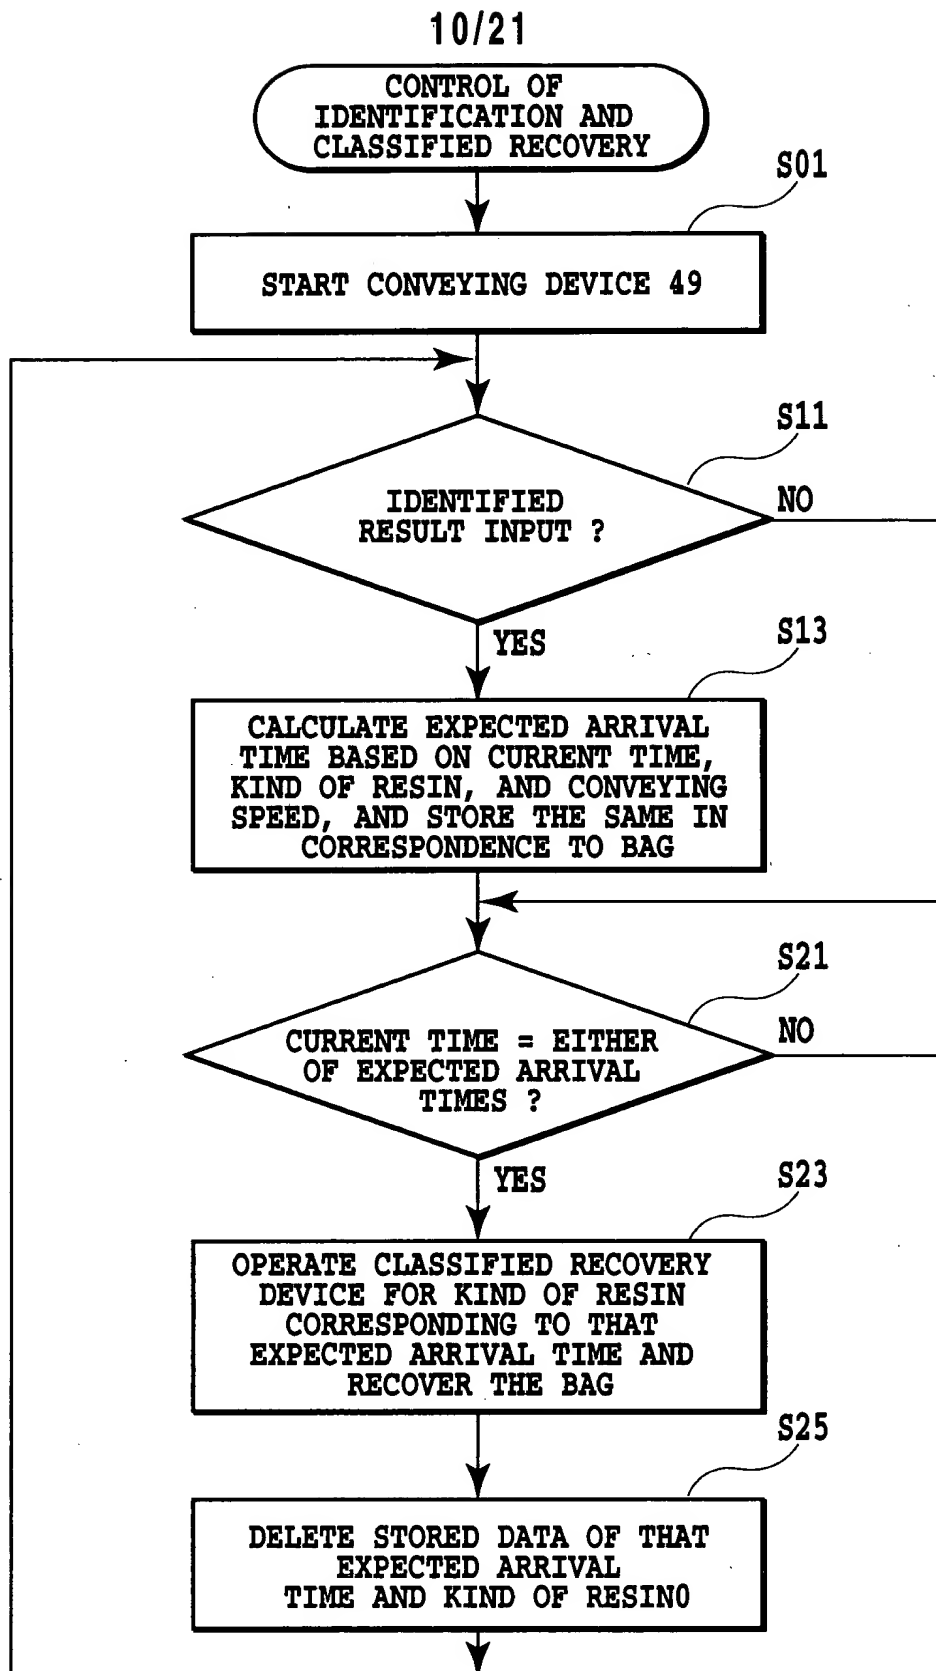 10/21
CONTROL OF
IDENTIFICATION AND
CLASSIFIED RECOVERY
S01
START CONVEYING DEVICE 49
S11
IDENTIFIED
RESULT INPUT ?
NO
YES
S13
CALCULATE EXPECTED ARRIVAL
TIME BASED ON CURRENT TIME,
KIND OF RESIN, AND CONVEYING
SPEED, AND STORE THE SAME IN
CORRESPONDENCE TO BAG
S21
CURRENT TIME = EITHER
OF EXPECTED ARRIVAL
TIMES ?
NO
YES
S23
OPERATE CLASSIFIED RECOVERY
DEVICE FOR KIND OF RESIN
CORRESPONDING TO THAT
EXPECTED ARRIVAL TIME AND
RECOVER THE BAG
S25
DELETE STORED DATA OF THAT
EXPECTED ARRIVAL
TIME AND KIND OF RESIN0